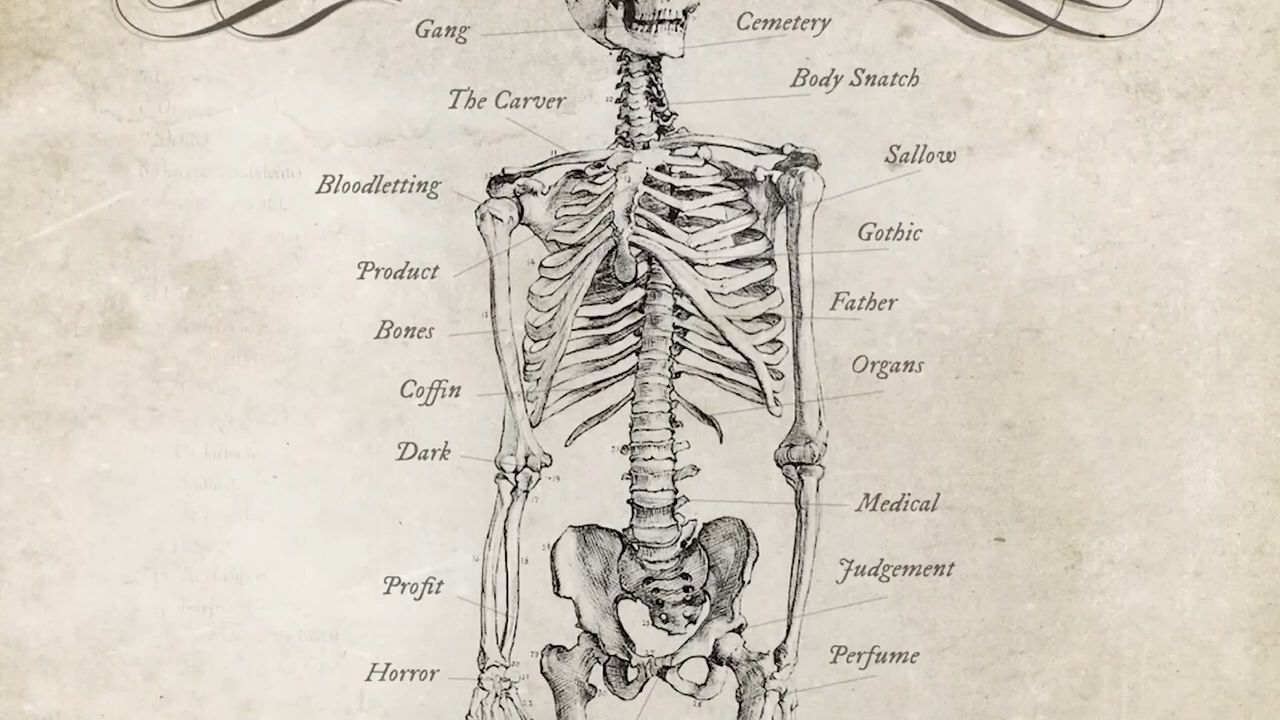 Gang
Cemetery
Body Snatch
The Carver
Sallow
Bloodletting
Gothic
Product
Father
Bones
Organs
Coffin
Dark
Medical
Judgement
Profit
Perfume
Horror